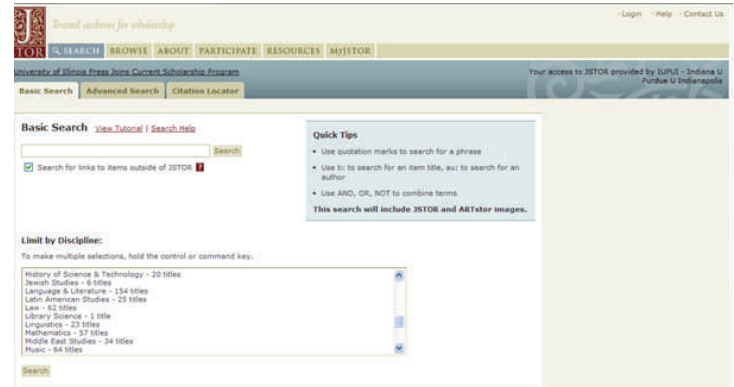 Trusted archives for scholarship
Login Help Contact Us
JSTOR
SEARCH BROWSE ABOUT PARTICIPATE RESOURCES MyJSTOR
University of Illinois Press Joins Current Scholarship Program
Your access to JSTOR provided by IUPUI - Indiana U
Purdue U Indianapolis
Basic Search Advanced Search Citation Locator
Basic Search View Tutorial | Search Help
Search
Search for links to items outside of JSTOR ?
Quick Tips
• Use quotation marks to search for a phrase
• Use ti: to search for an item title, au: to search for an
author
• Use AND, OR, NOT to combine terms
This search will include JSTOR and ARTstor images.
Limit by Discipline:
To make multiple selections, hold the control or command key.
History of Science & Technology - 20 titles
Jewish Studies - 6 titles
Language & Literature - 154 titles
Latin American Studies - 25 titles
Law - 62 titles
Library Science - 1 title
Linguistics - 23 titles
Mathematics - 57 titles
Middle East Studies - 34 titles
Music - 64 titles
Search